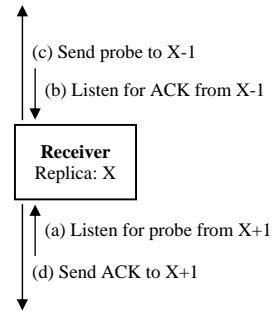 (c) Send probe to X-1
(b) Listen for ACK from X-1
Receiver
Replica: X
(a) Listen for probe from X+1
(d) Send ACK to X+1